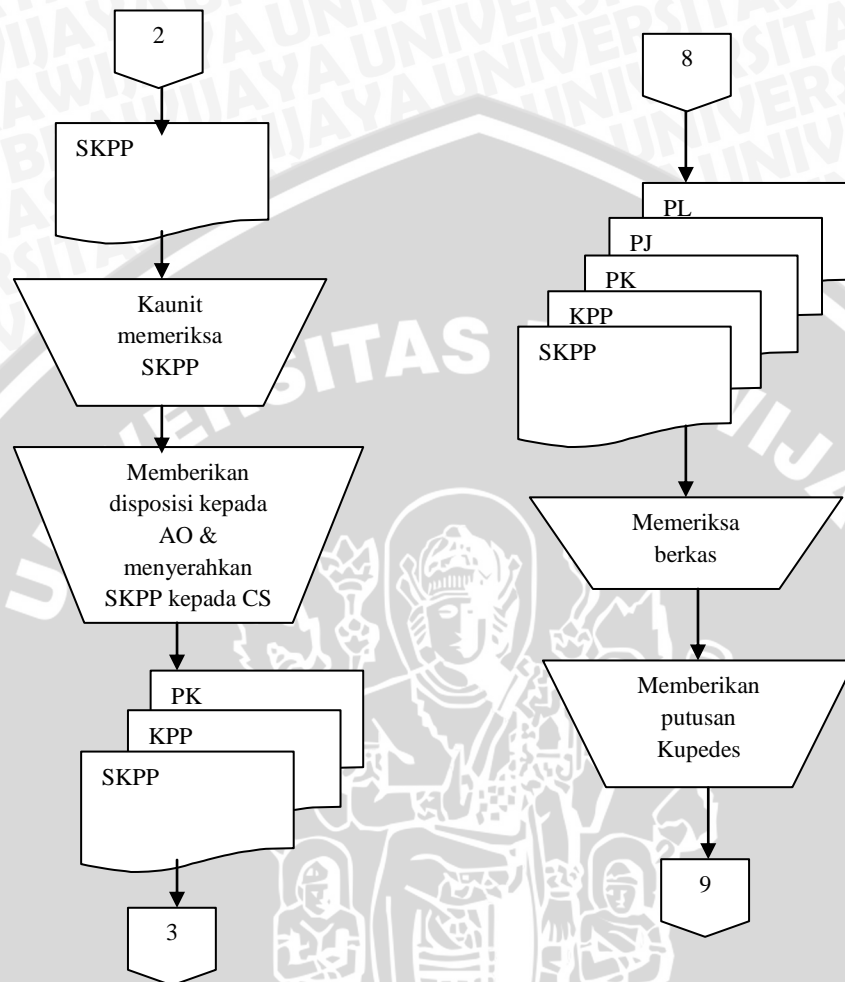 2
SKPP
Kaunit
memeriksa
SKPP
Memberikan
disposisi kepada
AO &
menyerahkan
SKPP kepada CS
PK
KPP
SKPP
3
8
PL
PJ
PK
KPP
SKPP
Memeriksa
berkas
Memberikan
putusan
Kupedes
9